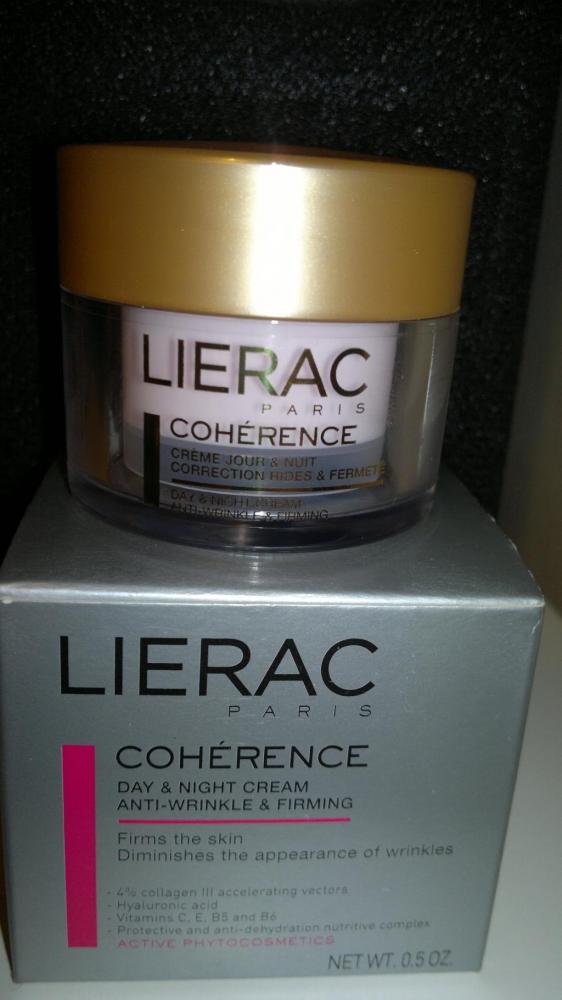 LIERAC
PARIS
COHÉRENCE
CRÈME JOUR & NUIT
CORRECTION RIDES & FERMETÉ
DAY & NIGHT CREAM
ANTI-WRINKLE & FIRMING
LIERAC
PARIS
COHÉRENCE
DAY & NIGHT CREAM
ANTI-WRINKLE & FIRMING
Firms the skin
Diminishes the appearance of wrinkles
- 4% collagen III accelerating vectors
- Hyaluronic acid
- Vitamins C, E, B5 and B6
- Protective and anti-dehydration nutritive complex
ACTIVE PHYTOCOSMETICS
NET WT. 0.5 OZ.